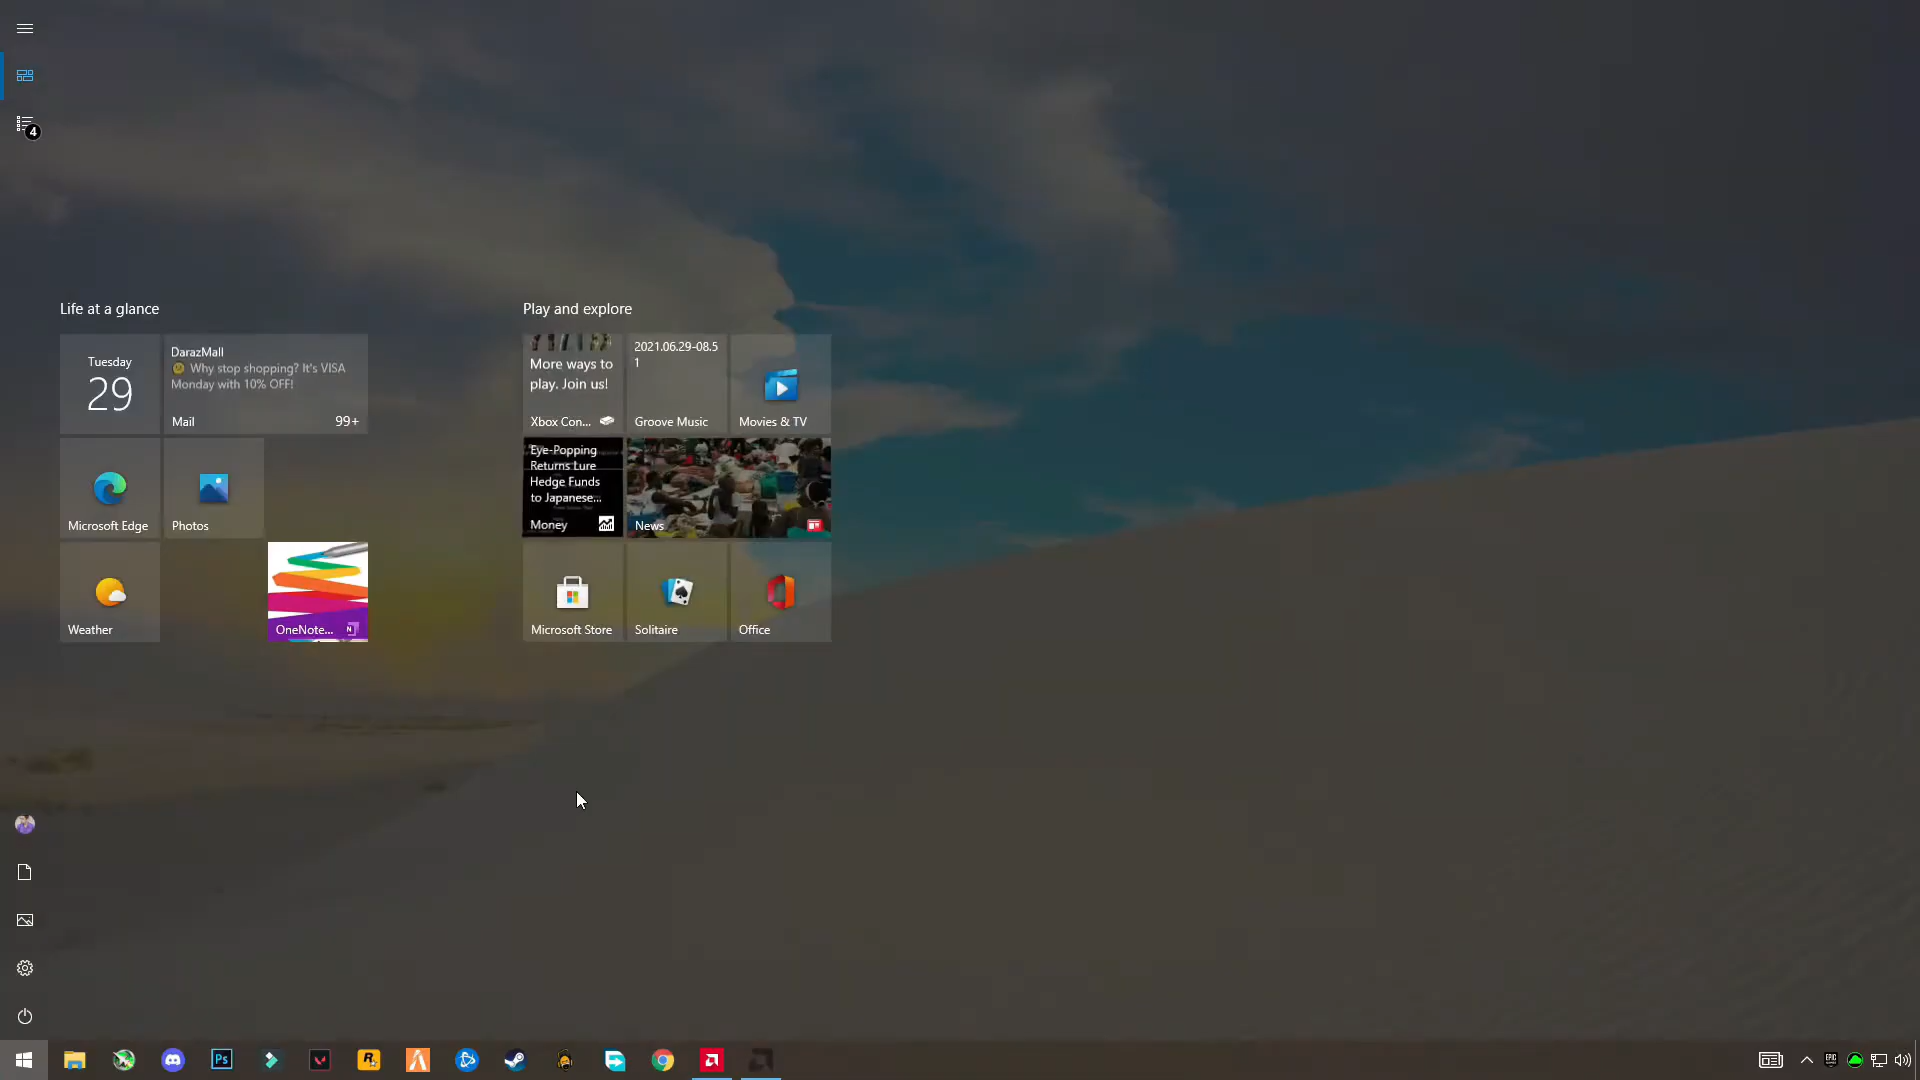 4
Life at a glance
Play and explore
Tuesday
29
DarazMall
Why stop shopping? It's VISA
Monday with 10% OFF!
Mail
99+
More ways to
play. Join us!
Xbox Con...
2021.06.29-08.5
1
Groove Music
Movies & TV
Microsoft Edge
Photos
Eye-Popping
Returns Lure
Hedge Funds
to Japanese...
Money
News
Weather
OneNote...
N
Microsoft Store
Solitaire
Office
Ps
R
EPIC